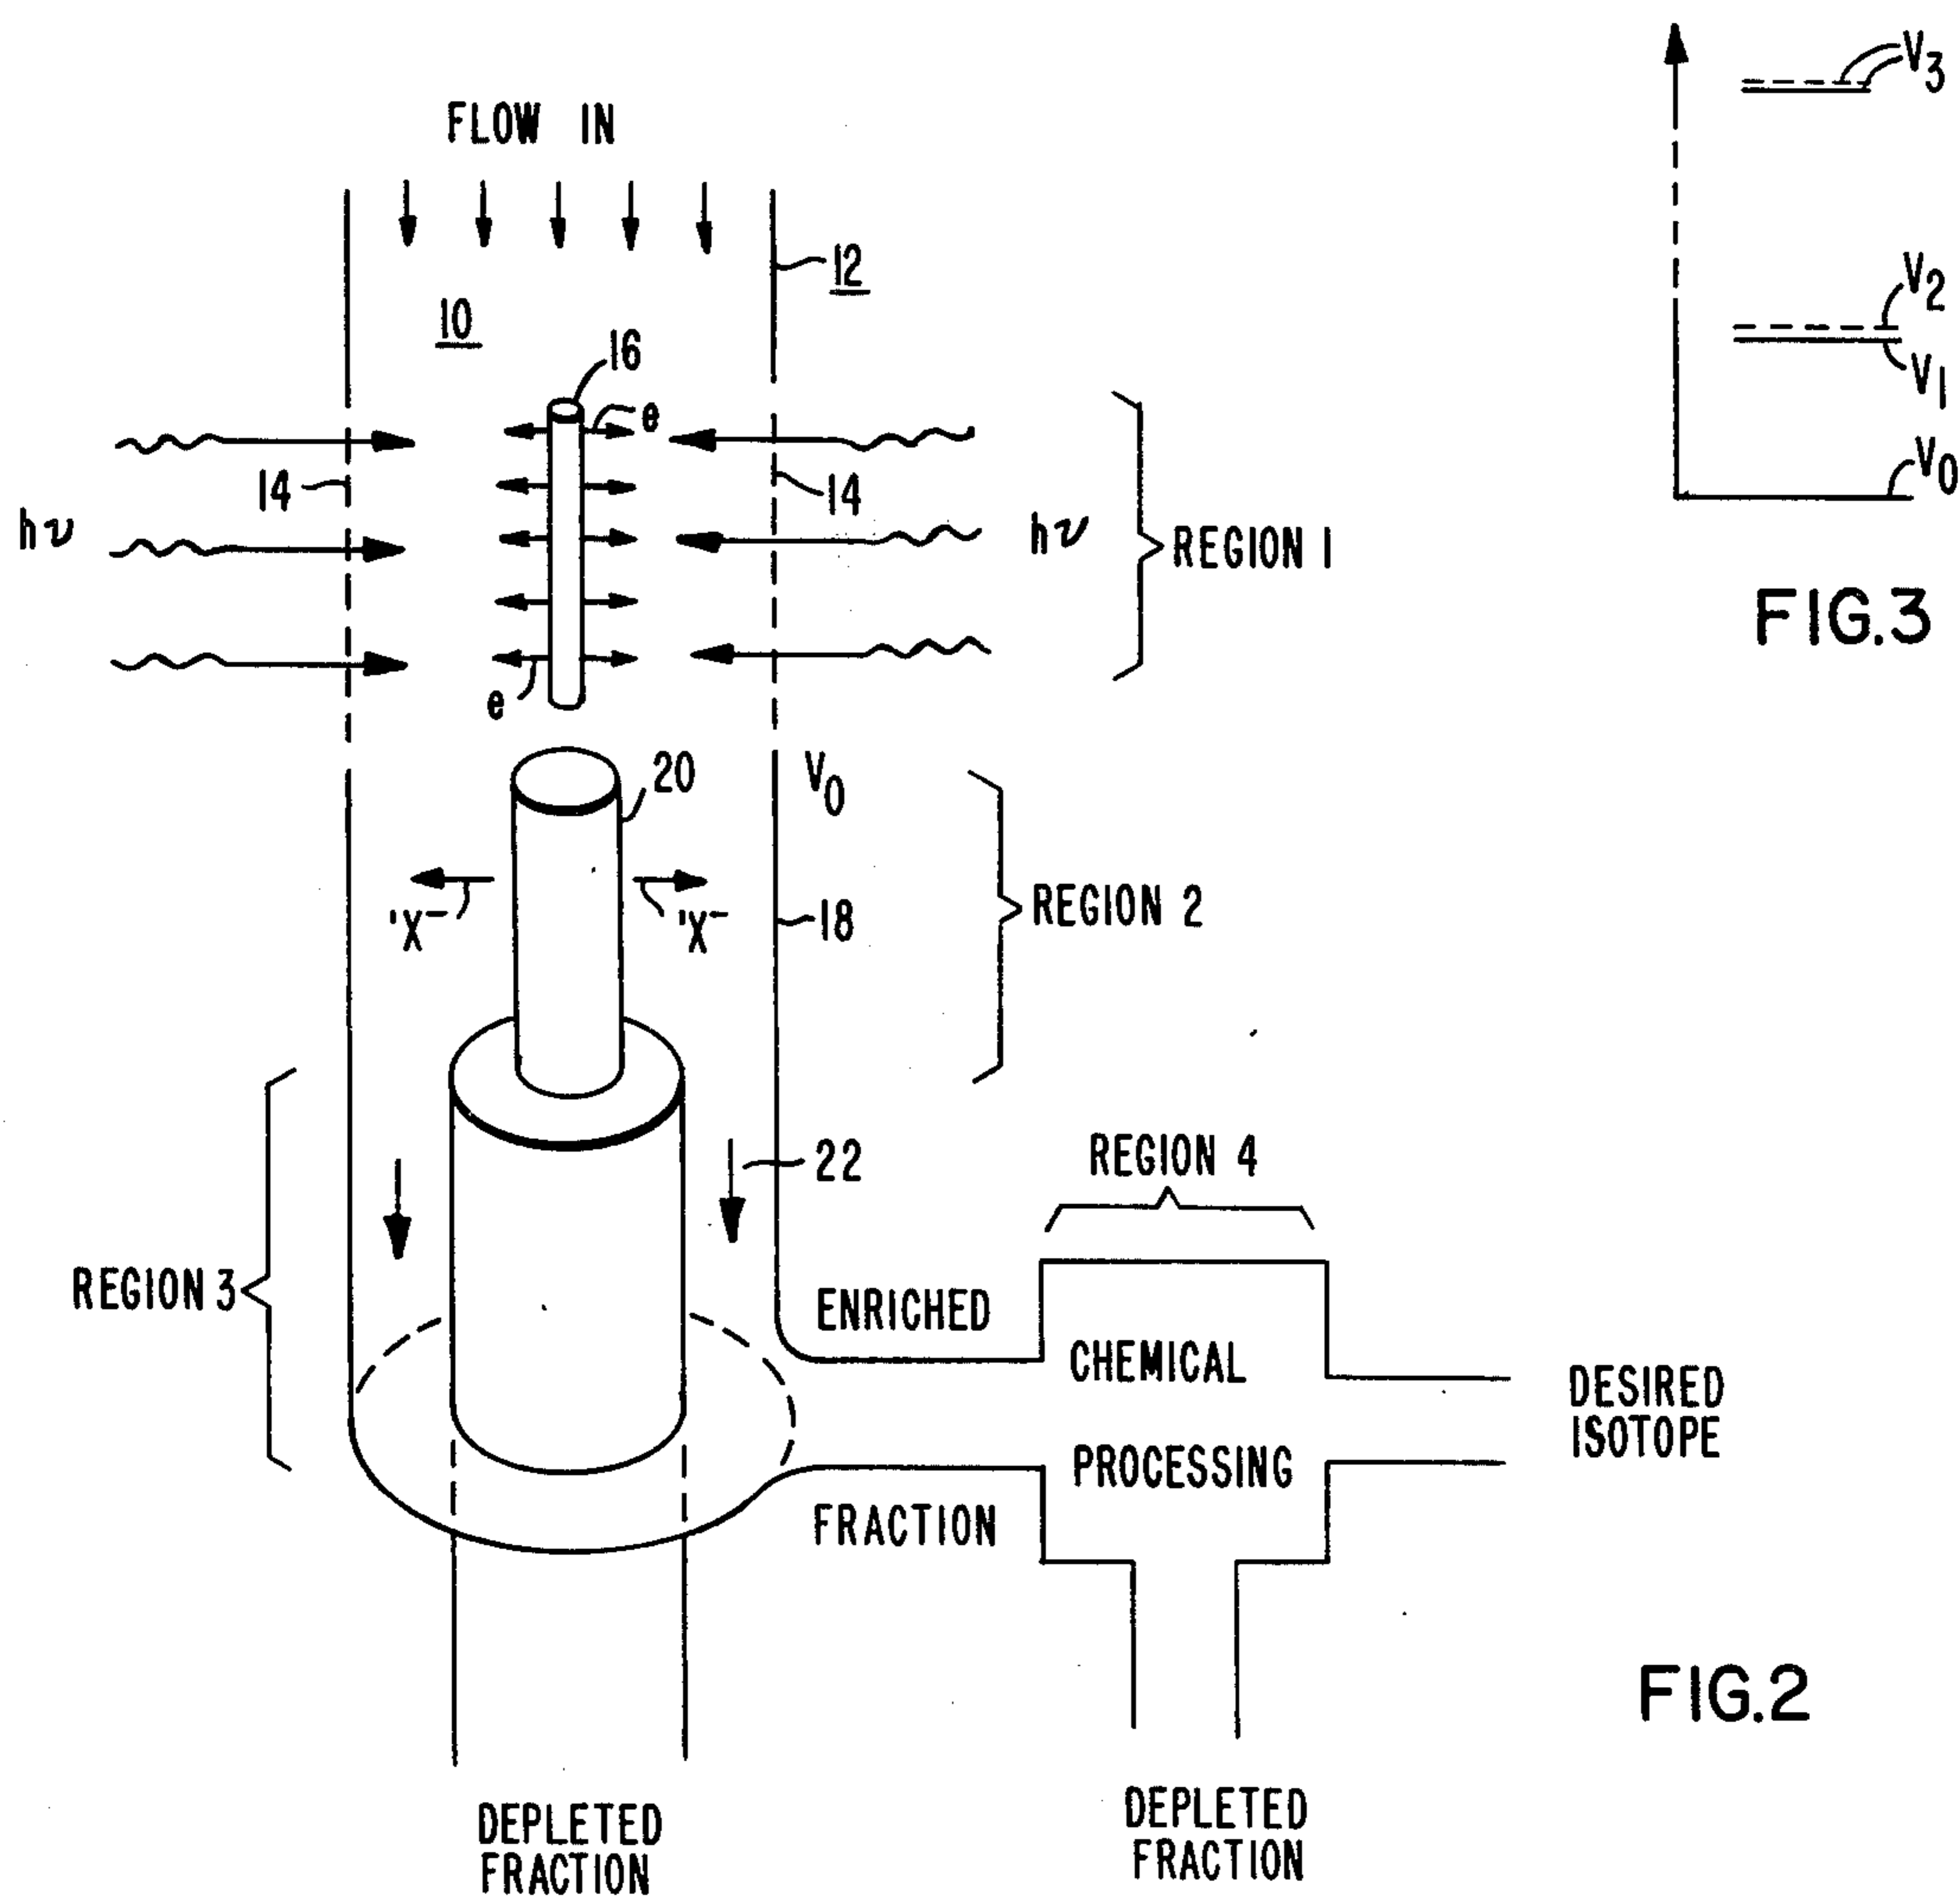 FLOW IN
12
10
16
e
14
14
hν
hν
REGION 1
e
V3
V2
V1
V0
FIG.3
20
V0
'X⁻
'X⁻
18
REGION 2
22
REGION 4
REGION 3
ENRICHED
CHEMICAL
DESIRED
ISOTOPE
PROCESSING
FRACTION
FIG.2
DEPLETED
FRACTION
DEPLETED
FRACTION